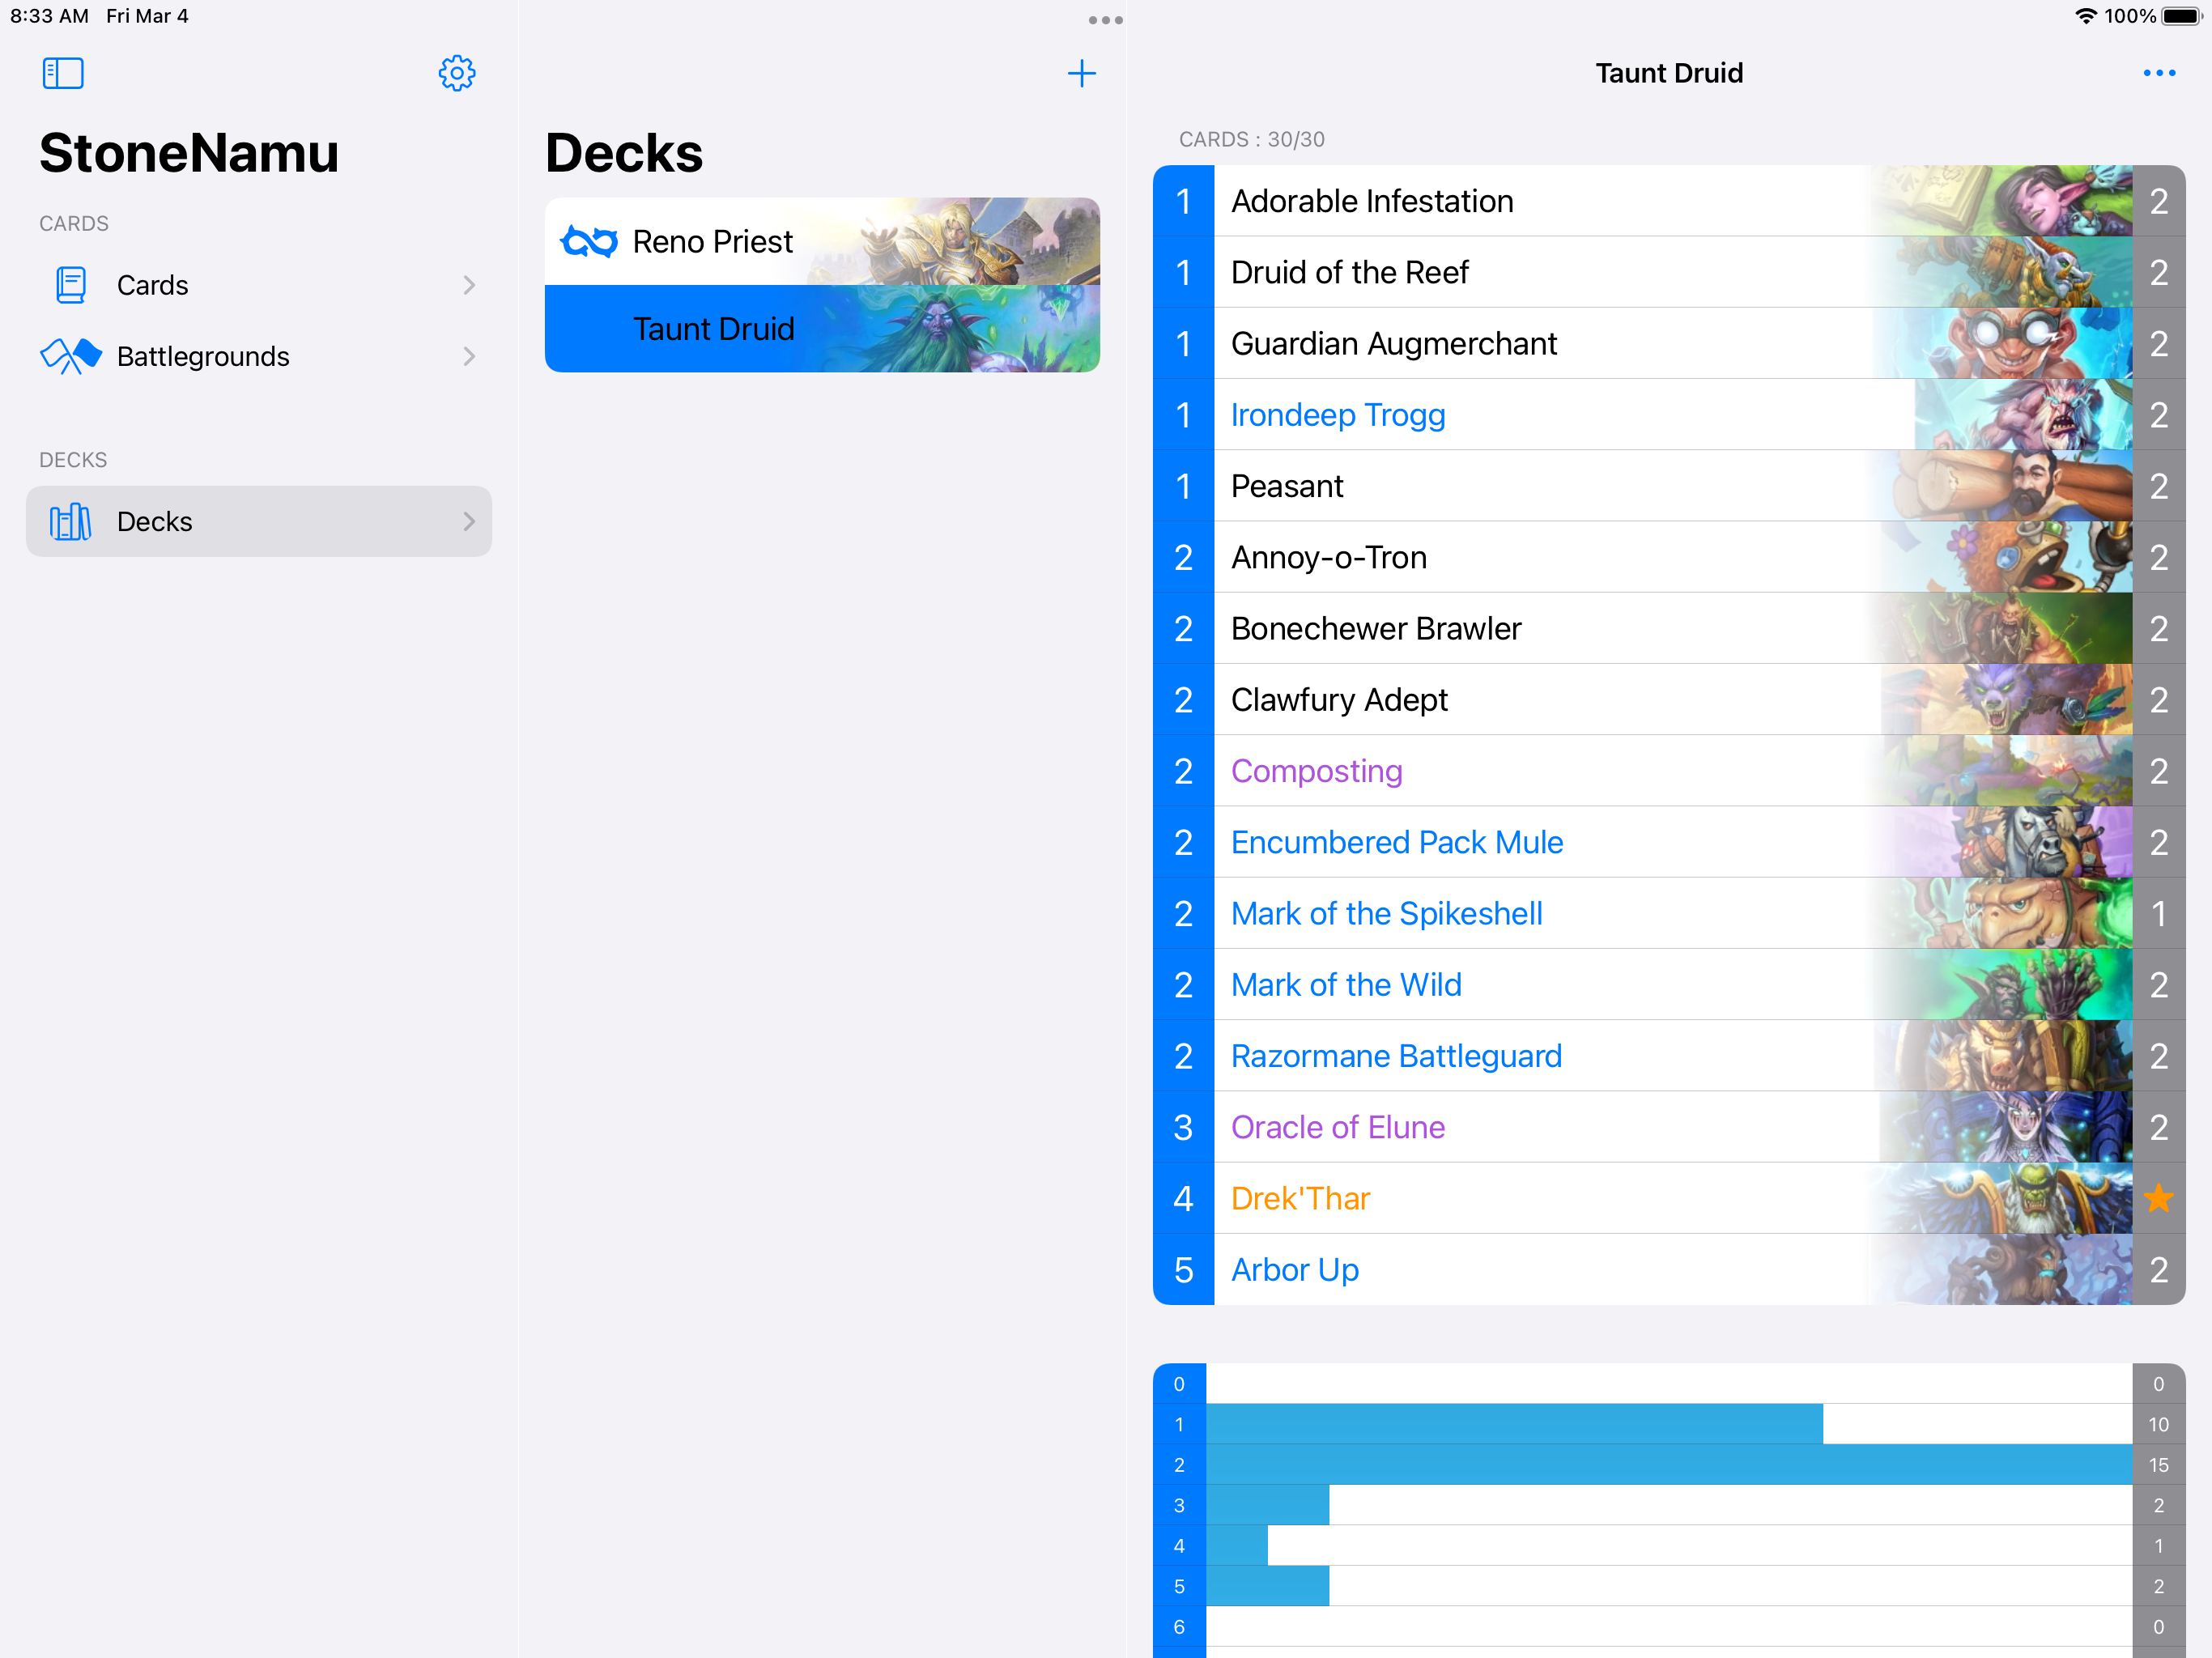 8:33 AM Fri Mar 4
100%
StoneNamu
CARDS
Cards
Battlegrounds
DECKS
Decks
Decks
Reno Priest
Taunt Druid
Taunt Druid
CARDS : 30/30
1 Adorable Infestation 2
1 Druid of the Reef 2
1 Guardian Augmerchant 2
1 Irondeep Trogg 2
1 Peasant 2
2 Annoy-o-Tron 2
2 Bonechewer Brawler 2
2 Clawfury Adept 2
2 Composting 2
2 Encumbered Pack Mule 2
2 Mark of the Spikeshell 1
2 Mark of the Wild 2
2 Razormane Battleguard 2
3 Oracle of Elune 2
4 Drek'Thar
5 Arbor Up 2
0 0
1 10
2 15
3 2
4 1
5 2
6 0